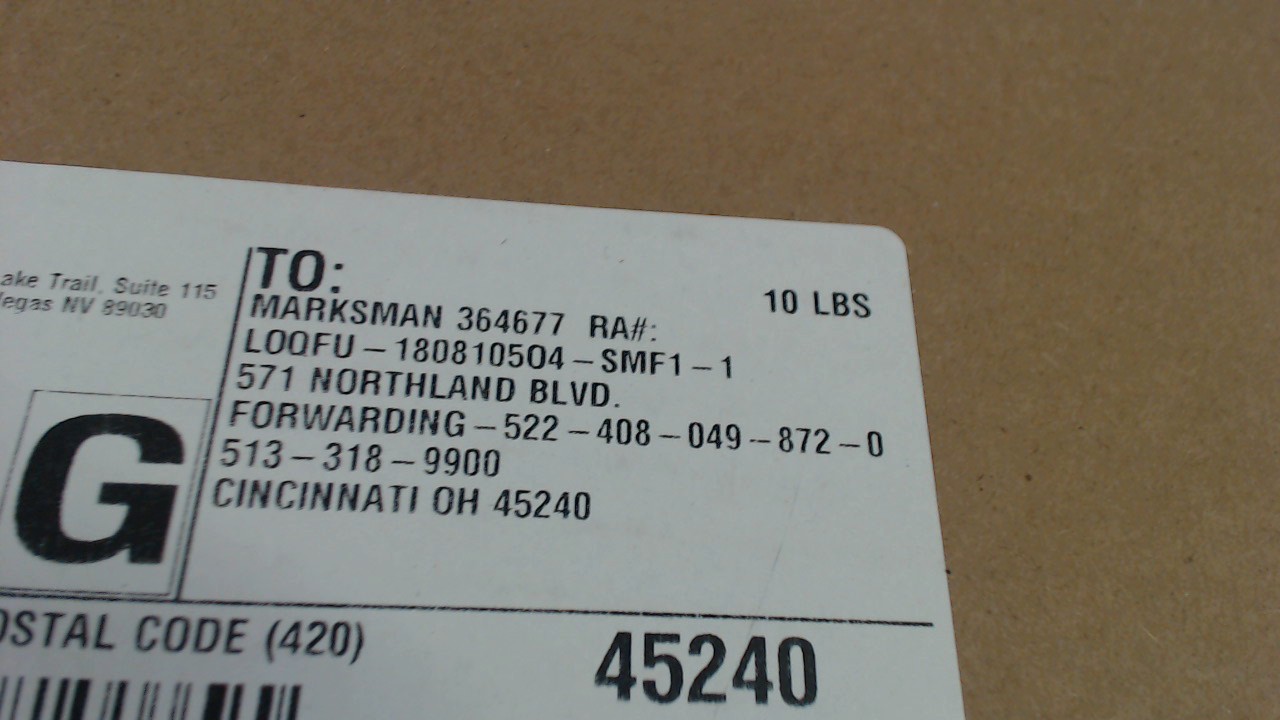 ake Trail, Suite 115
egas NV 89030
TO:
10 LBS
MARKSMAN 364677 RA#:
LOQFU-180810504-SMF1-1
571 NORTHLAND BLVD.
FORWARDING-522-408-049--872-0
513-318-9900
CINCINNATI OH 45240
G
OSTAL CODE (420)
45240